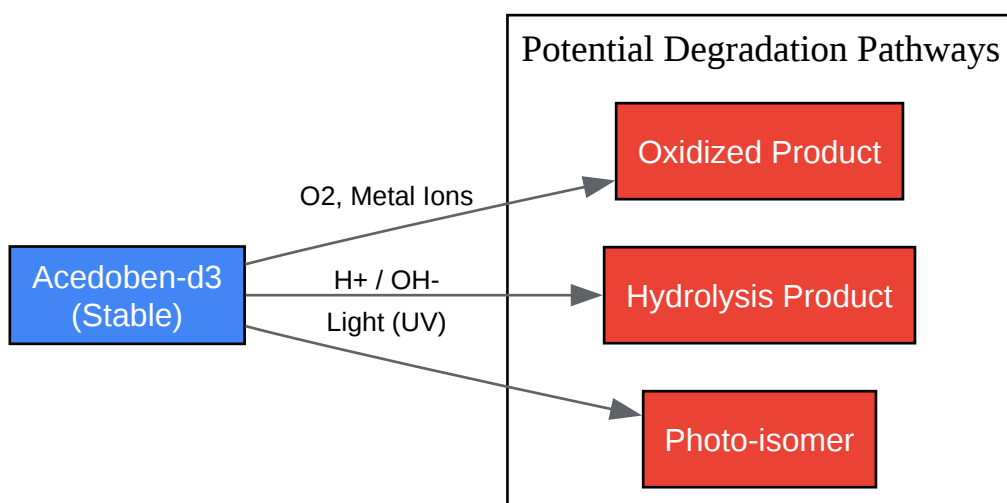 Potential Degradation Pathways
Oxidized Product
O2, Metal Ions
Acedoben-d3
(Stable)
H+ / OH-
Hydrolysis Product
Light (UV)
Photo-isomer